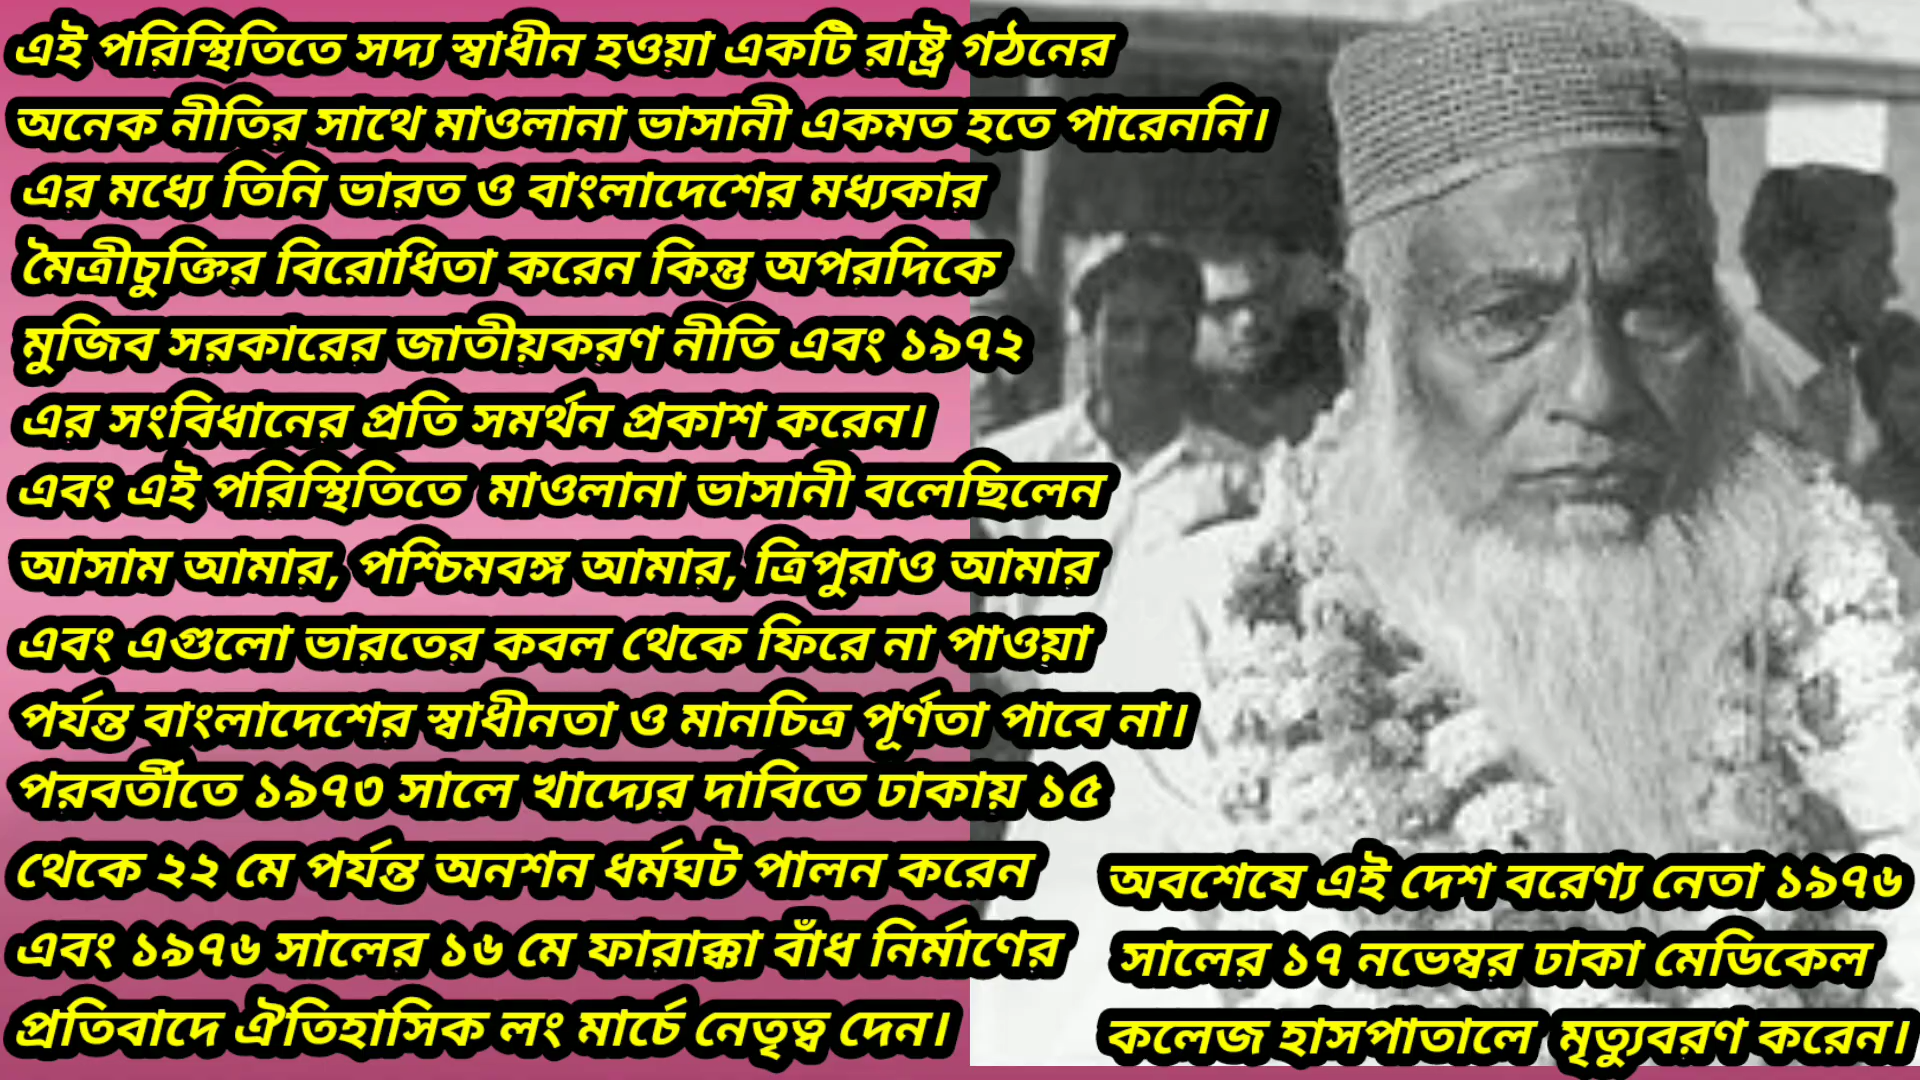 এই পরিস্থিতিতে সদ্য স্বাধীন হওয়া একটি রাষ্ট্র গঠনের
অনেক নীতির সাথে মাওলানা ভাসানী একমত হতে পারেননি।
এর মধ্যে তিনি ভারত ও বাংলাদেশের মধ্যকার
মৈত্রীচুক্তির বিরোধিতা করেন কিন্তু অপরদিকে
মুজিব সরকারের জাতীয়করণ নীতি এবং ১৯৭২
এর সংবিধানের প্রতি সমর্থন প্রকাশ করেন।
এবং এই পরিস্থিতিতে মাওলানা ভাসানী বলেছিলেন
আসাম আমার, পশ্চিমবঙ্গ আমার, ত্রিপুরাও আমার
এবং এগুলো ভারতের কবল থেকে ফিরে না পাওয়া
পর্যন্ত বাংলাদেশের স্বাধীনতা ও মানচিত্র পূর্ণতা পাবে না।
পরবর্তীতে ১৯৭৩ সালে খাদ্যের দাবিতে ঢাকায় ১৫
থেকে ২২ মে পর্যন্ত অনশন ধর্মঘট পালন করেন
এবং ১৯৭৬ সালের ১৬ মে ফারাক্কা বাঁধ নির্মাণের
প্রতিবাদে ঐতিহাসিক লং মার্চে নেতৃত্ব দেন।
অবশেষে এই দেশ বরেণ্য নেতা ১৯৭৬
সালের ১৭ নভেম্বর ঢাকা মেডিকেল
কলেজ হাসপাতালে মৃত্যুবরণ করেন।